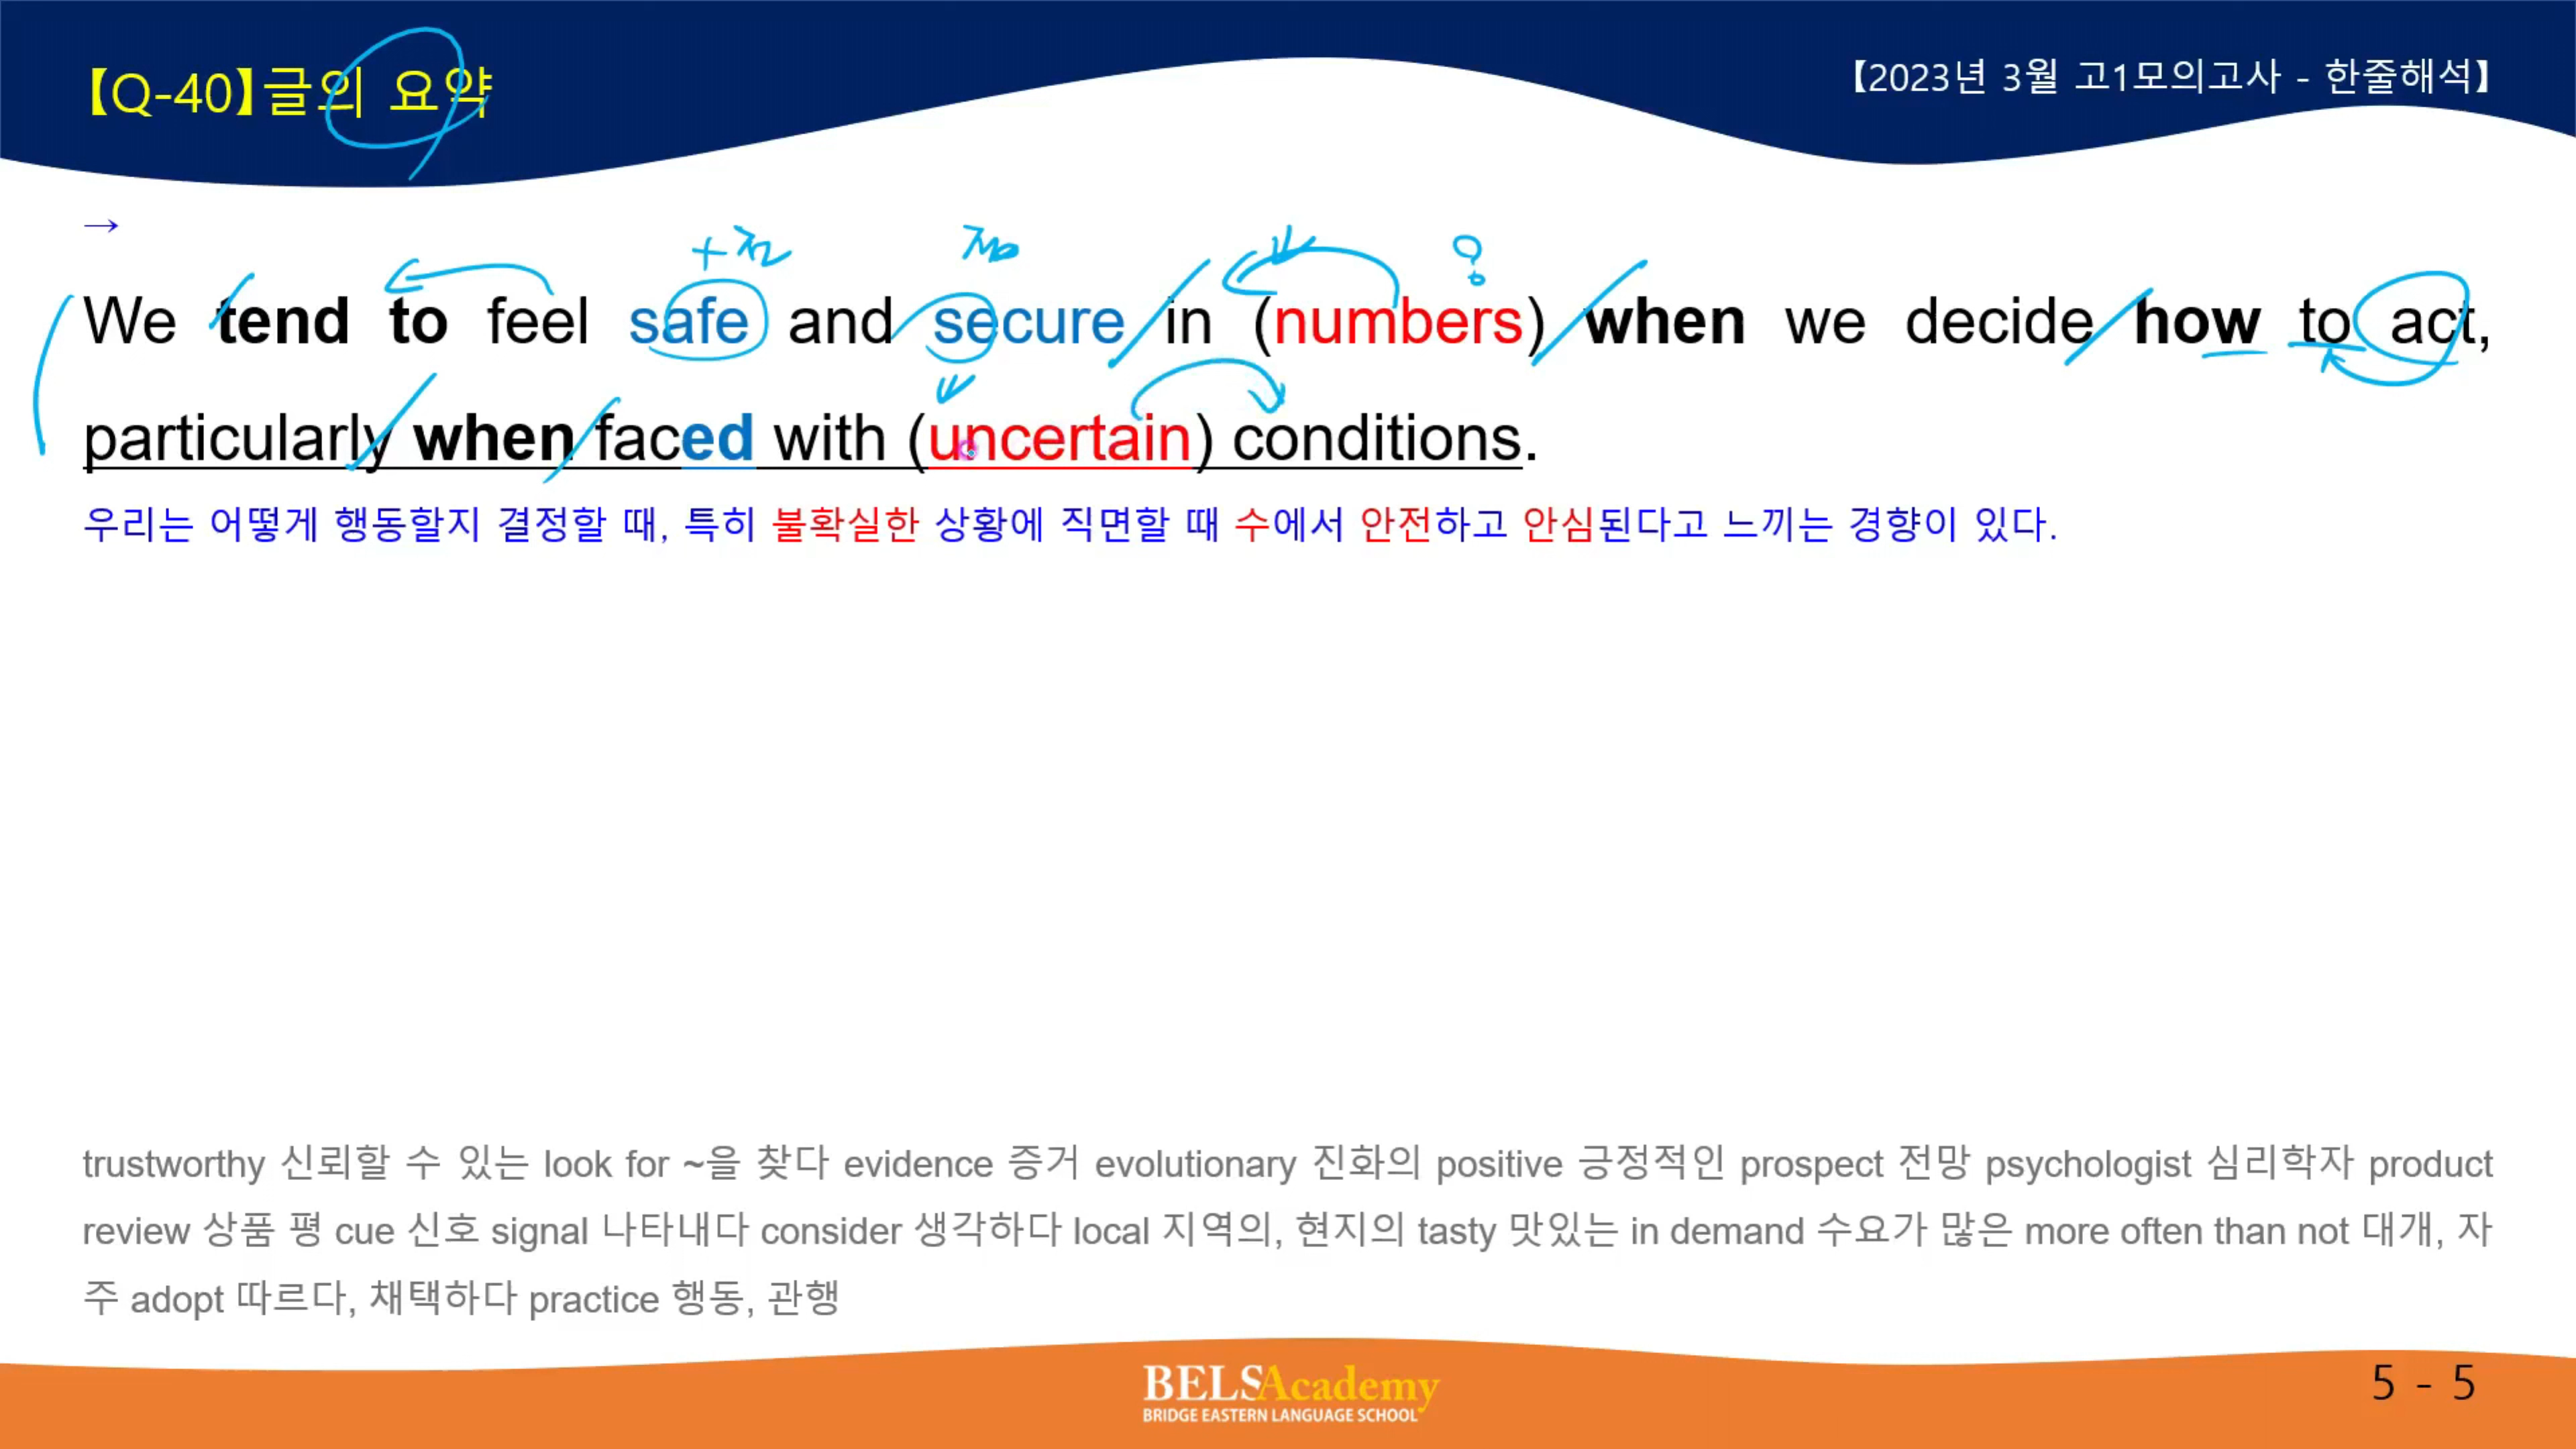 【Q-40】글의 요약
【2023년 3월 고1모의고사 - 한줄해석】
→
We tend to feel safe and secure in (numbers) when we decide how to act,
particularly when faced with (uncertain) conditions.
우리는 어떻게 행동할지 결정할 때, 특히 불확실한 상황에 직면할 때 수에서 안전하고 안심된다고 느끼는 경향이 있다.
trustworthy 신뢰할 수 있는 look for ~을 찾다 evidence 증거 evolutionary 진화의 positive 긍정적인 prospect 전망 psychologist 심리학자 product
review 상품 평 cue 신호 signal 나타내다 consider 생각하다 local 지역의, 현지의 tasty 맛있는 in demand 수요가 많은 more often than not 대개, 자
주 adopt 따르다, 채택하다 practice 행동, 관행
BELSAcademy
BRIDGE EASTERN LANGUAGE SCHOOL
5 - 5